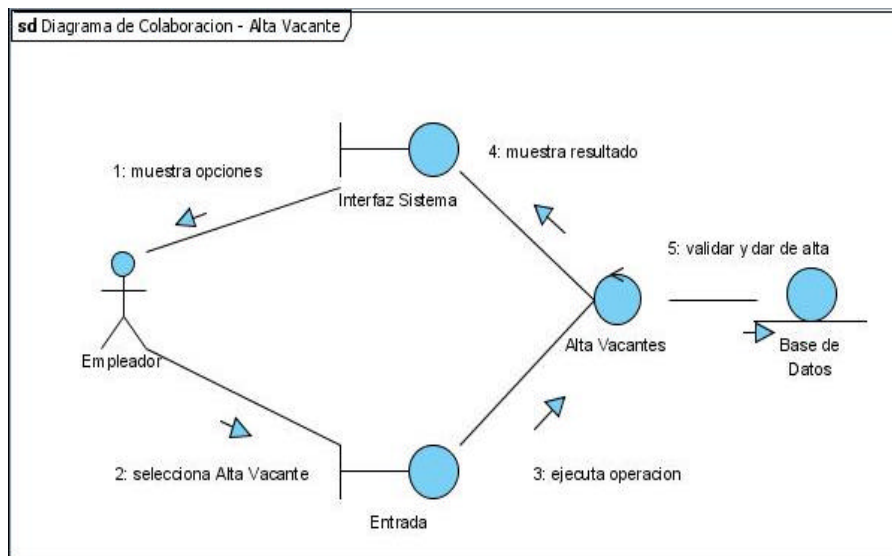 sd Diagrama de Colaboracion - Alta Vacante
4: muestra resultado
1: muestra opciones
Interfaz Sistema
5: validar y dar de alta
Alta Vacantes
Base de
Datos
Empleador
2: selecciona Alta Vacante
3: ejecuta operacion
Entrada